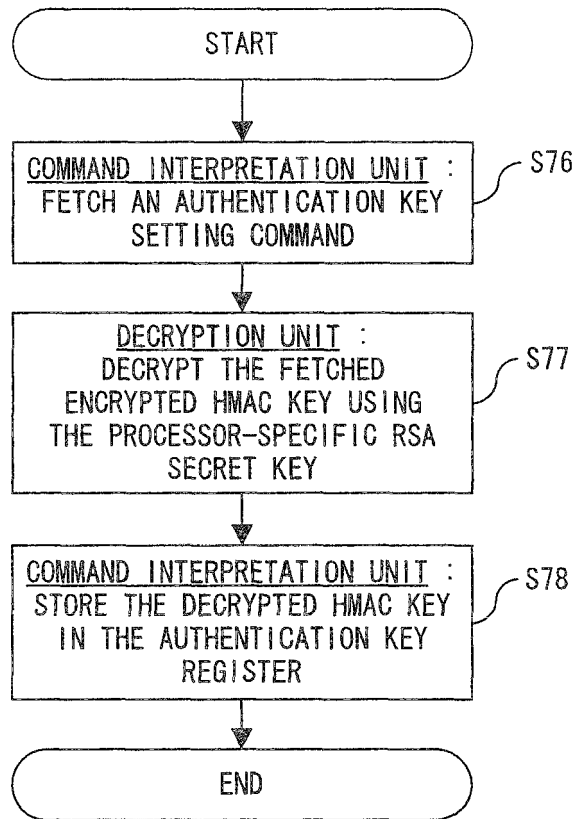 START
COMMAND INTERPRETATION UNIT :
FETCH AN AUTHENTICATION KEY
SETTING COMMAND
S76
DECRYPTION UNIT :
DECRYPT THE FETCHED
ENCRYPTED HMAC KEY USING
THE PROCESSOR-SPECIFIC RSA
SECRET KEY
S77
COMMAND INTERPRETATION UNIT :
STORE THE DECRYPTED HMAC KEY
IN THE AUTHENTICATION KEY
REGISTER
S78
END